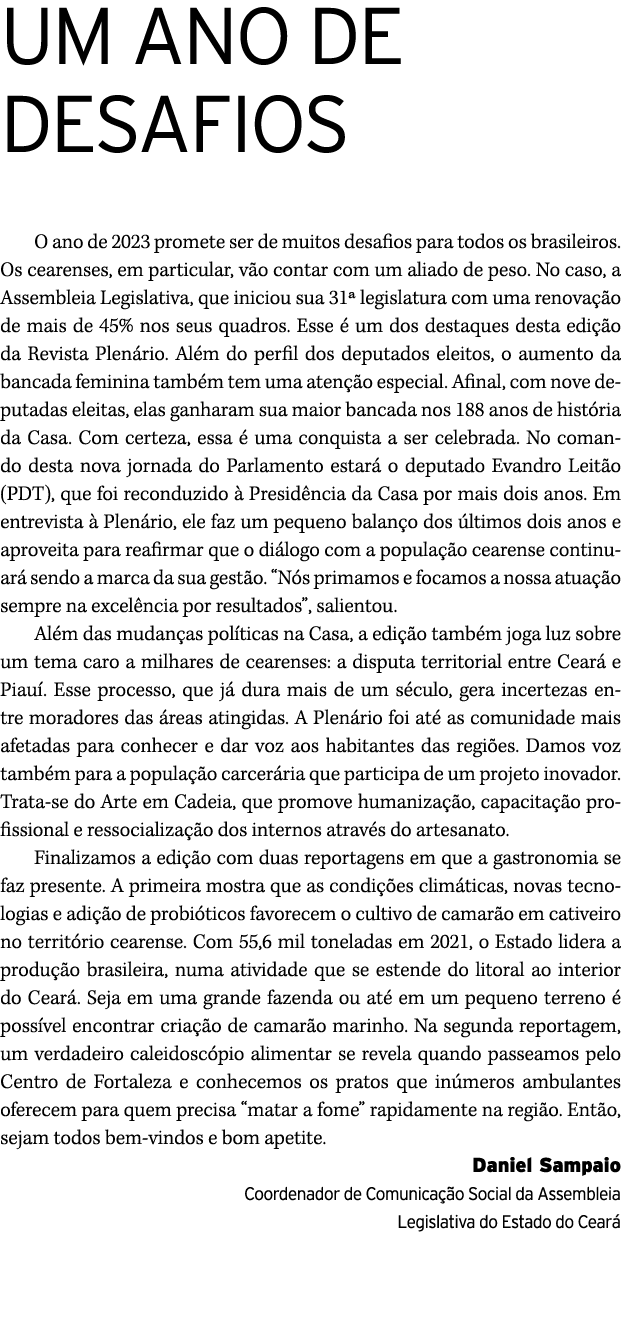 UM ANO DE
DESAFIOS
O ano de 2023 promete ser de muitos desafios para todos os brasileiros.
Os cearenses, em particular, vão contar com um aliado de peso. No caso, a
Assembleia Legislativa, que iniciou sua 31ª legislatura com uma renovação
de mais de 45% nos seus quadros. Esse é um dos destaques desta edição
da Revista Plenário. Além do perfil dos deputados eleitos, o aumento da
bancada feminina também tem uma atenção especial. Afinal, com nove de-
putadas eleitas, elas ganharam sua maior bancada nos 188 anos de história
da Casa. Com certeza, essa é uma conquista a ser celebrada. No coman-
do desta nova jornada do Parlamento estará o deputado Evandro Leitão
(PDT), que foi reconduzido à Presidência da Casa por mais dois anos. Em
entrevista à Plenário, ele faz um pequeno balanço dos últimos dois anos e
aproveita para reafirmar que o diálogo com a população cearense continu-
ará sendo a marca da sua gestão. “Nós primamos e focamos a nossa atuação
sempre na excelência por resultados”, salientou.
Além das mudanças políticas na Casa, a edição também joga luz sobre
um tema caro a milhares de cearenses: a disputa territorial entre Ceará e
Piauí. Esse processo, que já dura mais de um século, gera incertezas en-
tre moradores das áreas atingidas. A Plenário foi até as comunidade mais
afetadas para conhecer e dar voz aos habitantes das regiões. Damos voz
também para a população carcerária que participa de um projeto inovador.
Trata-se do Arte em Cadeia, que promove humanização, capacitação pro-
fissional e ressocialização dos internos através do artesanato.
Finalizamos a edição com duas reportagens em que a gastronomia se
faz presente. A primeira mostra que as condições climáticas, novas tecno-
logias e adição de probióticos favorecem o cultivo de camarão em cativeiro
no território cearense. Com 55,6 mil toneladas em 2021, o Estado lidera a
produção brasileira, numa atividade que se estende do litoral ao interior
do Ceará. Seja em uma grande fazenda ou até em um pequeno terreno é
possível encontrar criação de camarão marinho. Na segunda reportagem,
um verdadeiro caleidoscópio alimentar se revela quando passeamos pelo
Centro de Fortaleza e conhecemos os pratos que inúmeros ambulantes
oferecem para quem precisa “matar a fome” rapidamente na região. Então,
sejam todos bem-vindos e bom apetite.
Daniel Sampaio
Coordenador de Comunicação Social da Assembleia
Legislativa do Estado do Ceará